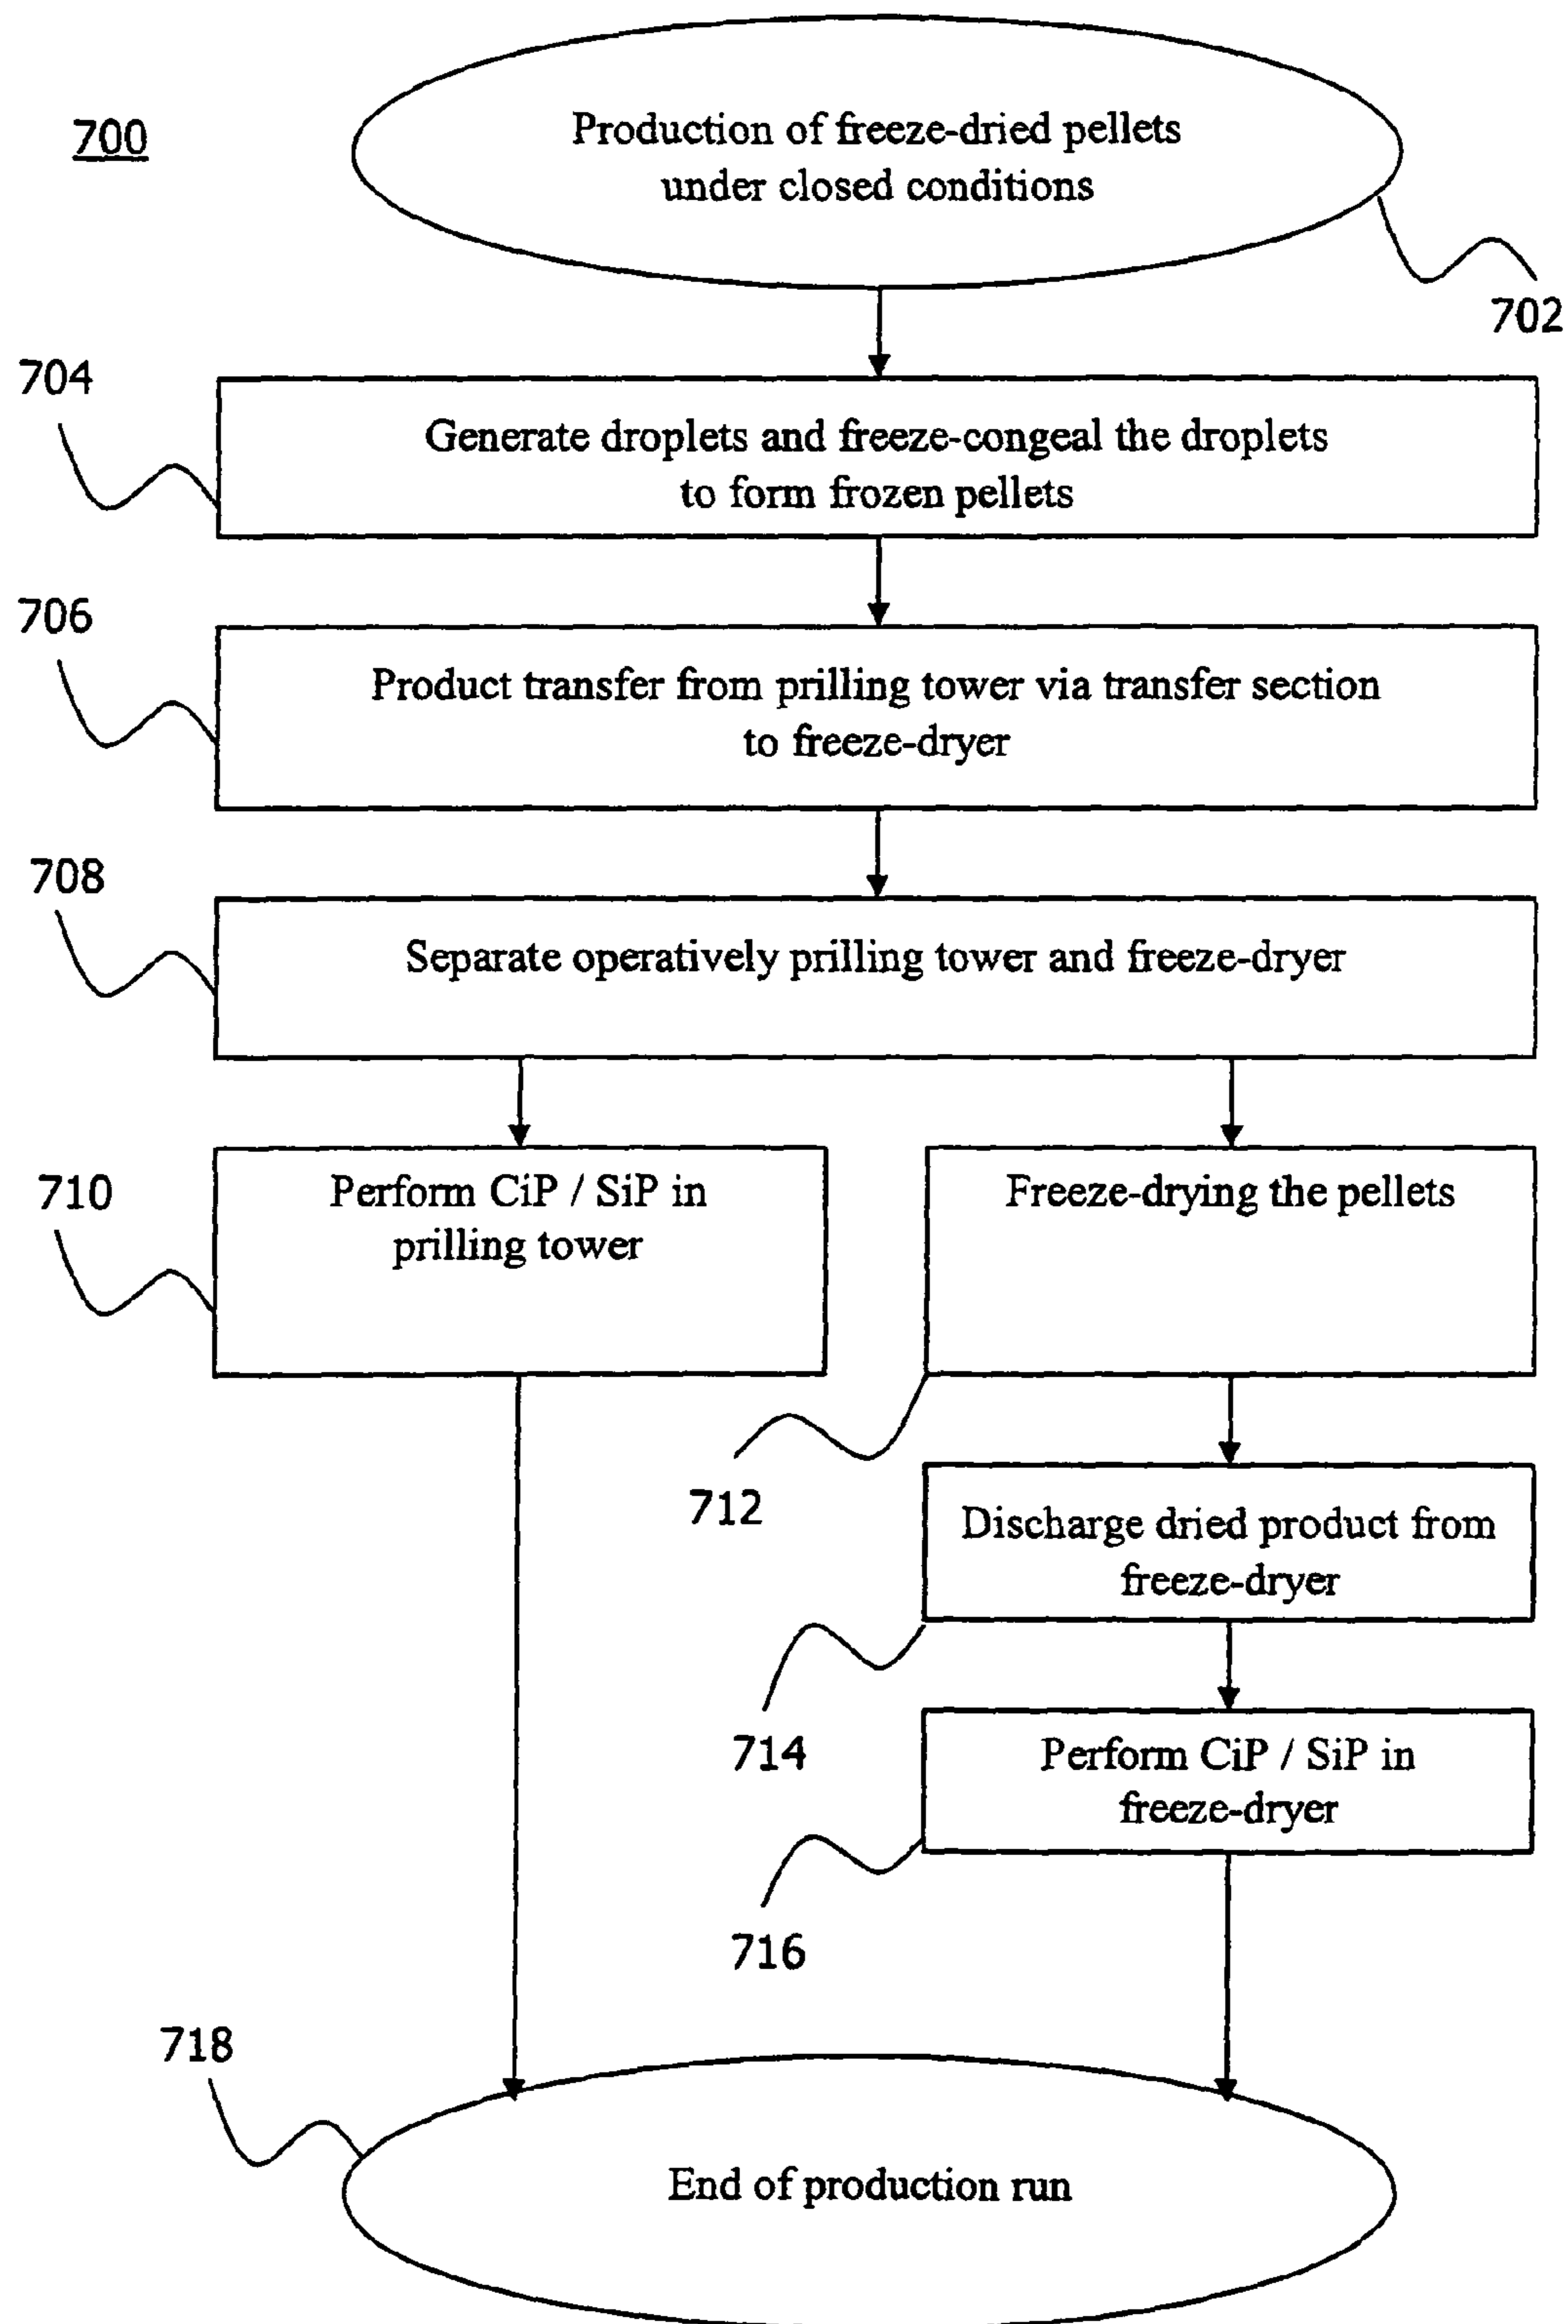 700
Production of freeze-dried pellets
under closed conditions
702
704
Generate droplets and freeze-congeal the droplets
to form frozen pellets
706
Product transfer from prilling tower via transfer section
to freeze-dryer
708
Separate operatively prilling tower and freeze-dryer
710
Perform CiP / SiP in
prilling tower
Freeze-drying the pellets
712
Discharge dried product from
freeze-dryer
714
Perform CiP / SiP in
freeze-dryer
716
718
End of production run